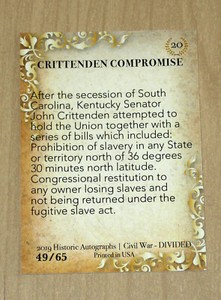 20
CRITTENDEN COMPROMISE
After the secession of South
Carolina, Kentucky Senator
John Crittenden attempted to
hold the Union together with a
series of bills which included:
Prohibition of slavery in any State
or territory north of 36 degrees
30 minutes north latitude.
Congressional restitution to
any owner losing slaves and
not being returned under the
fugitive slave act.
2019 Historic Autographs | Civil War - DIVIDED
49/65
Printed in USA